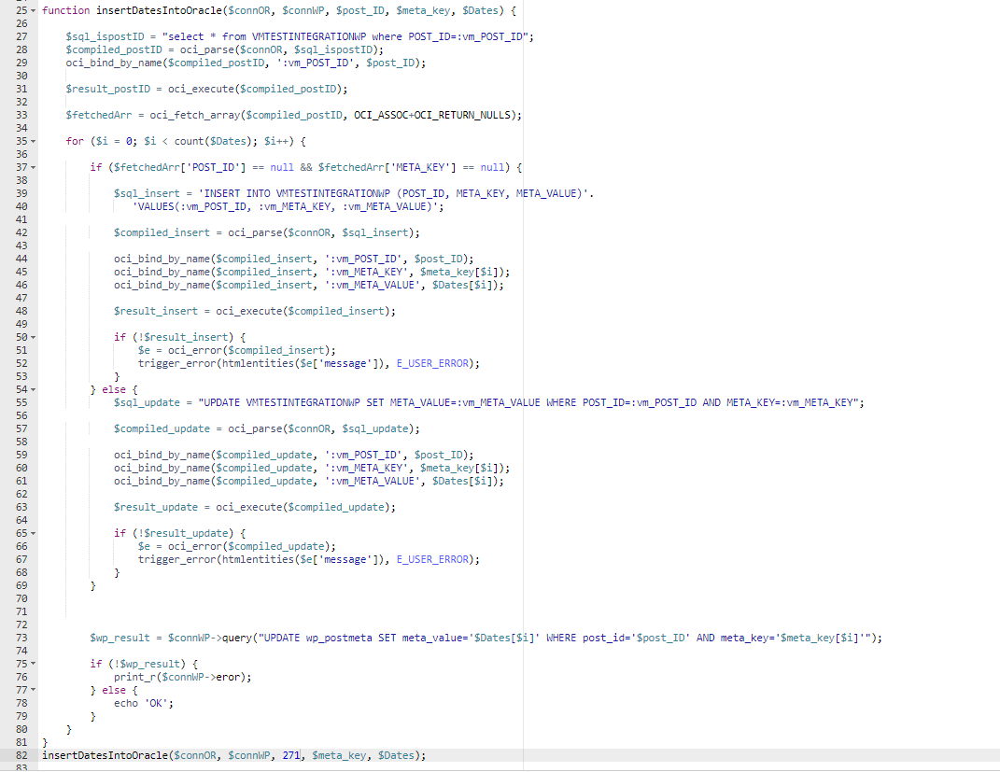 25 function insertDatesIntoOracle($connOR, $connWP, $post_ID, $meta_key, $Dates) {
26
27 $sql_ispostID = "select * from VMTESTINTEGRATIONWP where POST_ID=:vm_POST_ID";
28 $compiled_postID = oci_parse($connOR, $sql_ispostID);
29 oci_bind_by_name($compiled_postID, ':vm_POST_ID', $post_ID);
30
31 $result_postID = oci_execute($compiled_postID);
32
33 $fetchedArr = oci_fetch_array($compiled_postID, OCI_ASSOC+OCI_RETURN_NULLS);
34
35 for ($i = 0; $i < count($Dates); $i++) {
36
37 if ($fetchedArr['POST_ID'] == null && $fetchedArr['META_KEY'] == null) {
38
39 $sql_insert = 'INSERT INTO VMTESTINTEGRATIONWP (POST_ID, META_KEY, META_VALUE)'.
40 'VALUES(:vm_POST_ID, :vm_META_KEY, :vm_META_VALUE)';
41
42 $compiled_insert = oci_parse($connOR, $sql_insert);
43
44 oci_bind_by_name($compiled_insert, ':vm_POST_ID', $post_ID);
45 oci_bind_by_name($compiled_insert, ':vm_META_KEY', $meta_key[$i]);
46 oci_bind_by_name($compiled_insert, ':vm_META_VALUE', $Dates[$i]);
47
48 $result_insert = oci_execute($compiled_insert);
49
50 if (!$result_insert) {
51 $e = oci_error($compiled_insert);
52 trigger_error(htmlentities($e['message']), E_USER_ERROR);
53 }
54 } else {
55 $sql_update = "UPDATE VMTESTINTEGRATIONWP SET META_VALUE=:vm_META_VALUE WHERE POST_ID=:vm_POST_ID AND META_KEY=:vm_META_KEY";
56
57 $compiled_update = oci_parse($connOR, $sql_update);
58
59 oci_bind_by_name($compiled_update, ':vm_POST_ID', $post_ID);
60 oci_bind_by_name($compiled_update, ':vm_META_KEY', $meta_key[$i]);
61 oci_bind_by_name($compiled_update, ':vm_META_VALUE', $Dates[$i]);
62
63 $result_update = oci_execute($compiled_update);
64
65 if (!$result_update) {
66 $e = oci_error($compiled_update);
67 trigger_error(htmlentities($e['message']), E_USER_ERROR);
68 }
69 }
70
71
72
73 $wp_result = $connWP->query("UPDATE wp_postmeta SET meta_value='$Dates[$i]' WHERE post_id='$post_ID' AND meta_key='$meta_key[$i]'");
74
75 if (!$wp_result) {
76 print_r($connWP->eror);
77 } else {
78 echo 'OK';
79 }
80 }
81 }
82 insertDatesIntoOracle($connOR, $connWP, 271, $meta_key, $Dates);
83